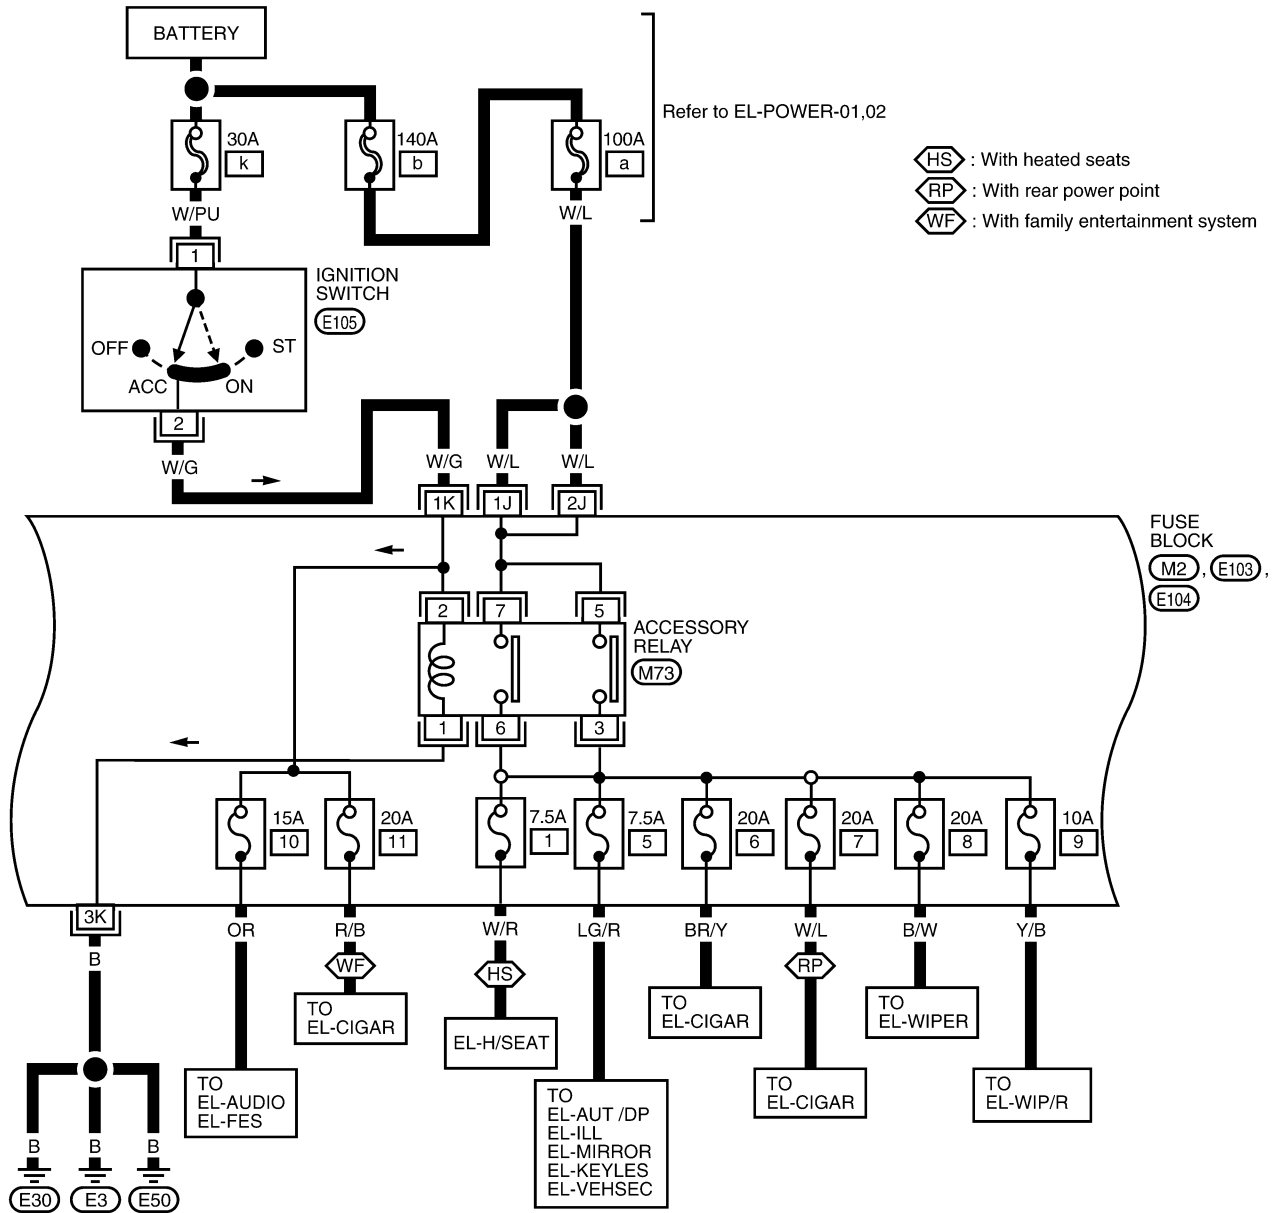 BATTERY
30A
k
140A
b
100A
a
Refer to EL-POWER-01,02
HS : With heated seats
RP : With rear power point
WF : With family entertainment system
W/PU
W/L
1
IGNITION
SWITCH
E105
OFF
ST
ACC
ON
2
W/G
W/G
W/L
W/L
1K
1J
2J
FUSE
BLOCK
M2 , E103 ,
E104
2
7
5
ACCESSORY
RELAY
M73
1
6
3
15A
10
20A
11
7.5A
1
7.5A
5
20A
6
20A
7
20A
8
10A
9
3K
OR
R/B
W/R
LG/R
BR/Y
W/L
B/W
Y/B
B
WF
HS
RP
TO
EL-CIGAR
EL-H/SEAT
TO
EL-CIGAR
TO
EL-WIPER
TO
EL-AUDIO
EL-FES
TO
EL-AUT /DP
EL-ILL
EL-MIRROR
EL-KEYLES
EL-VEHSEC
TO
EL-CIGAR
TO
EL-WIP/R
B
B
B
E30
E3
E50